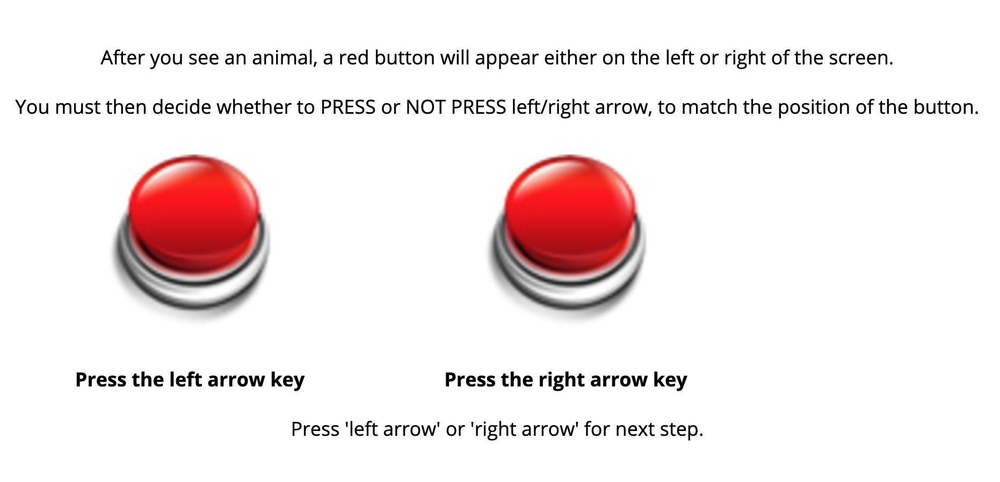 After you see an animal, a red button will appear either on the left or right of the screen.
You must then decide whether to PRESS or NOT PRESS left/right arrow, to match the position of the button.
Press the left arrow key
Press the right arrow key
Press 'left arrow' or 'right arrow' for next step.